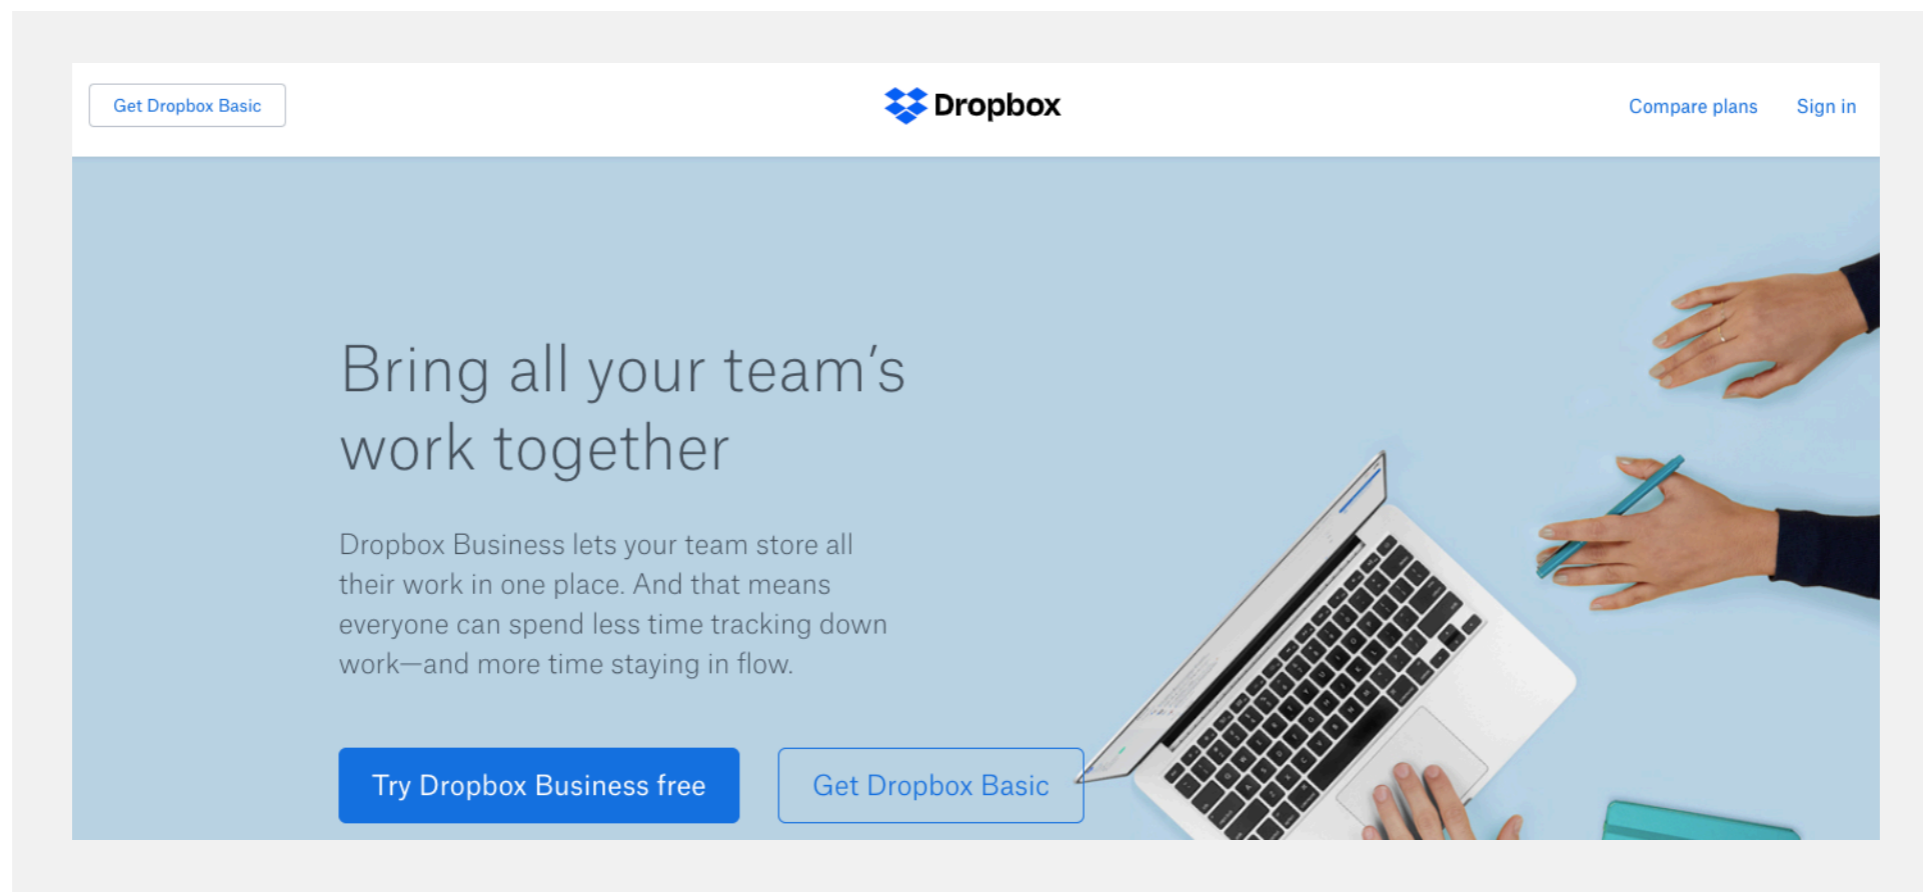 Get Dropbox Basic
Dropbox
Compare plans
Sign in
Bring all your team’s
work together
Dropbox Business lets your team store all
their work in one place. And that means
everyone can spend less time tracking down
work—and more time staying in flow.
Try Dropbox Business free
Get Dropbox Basic